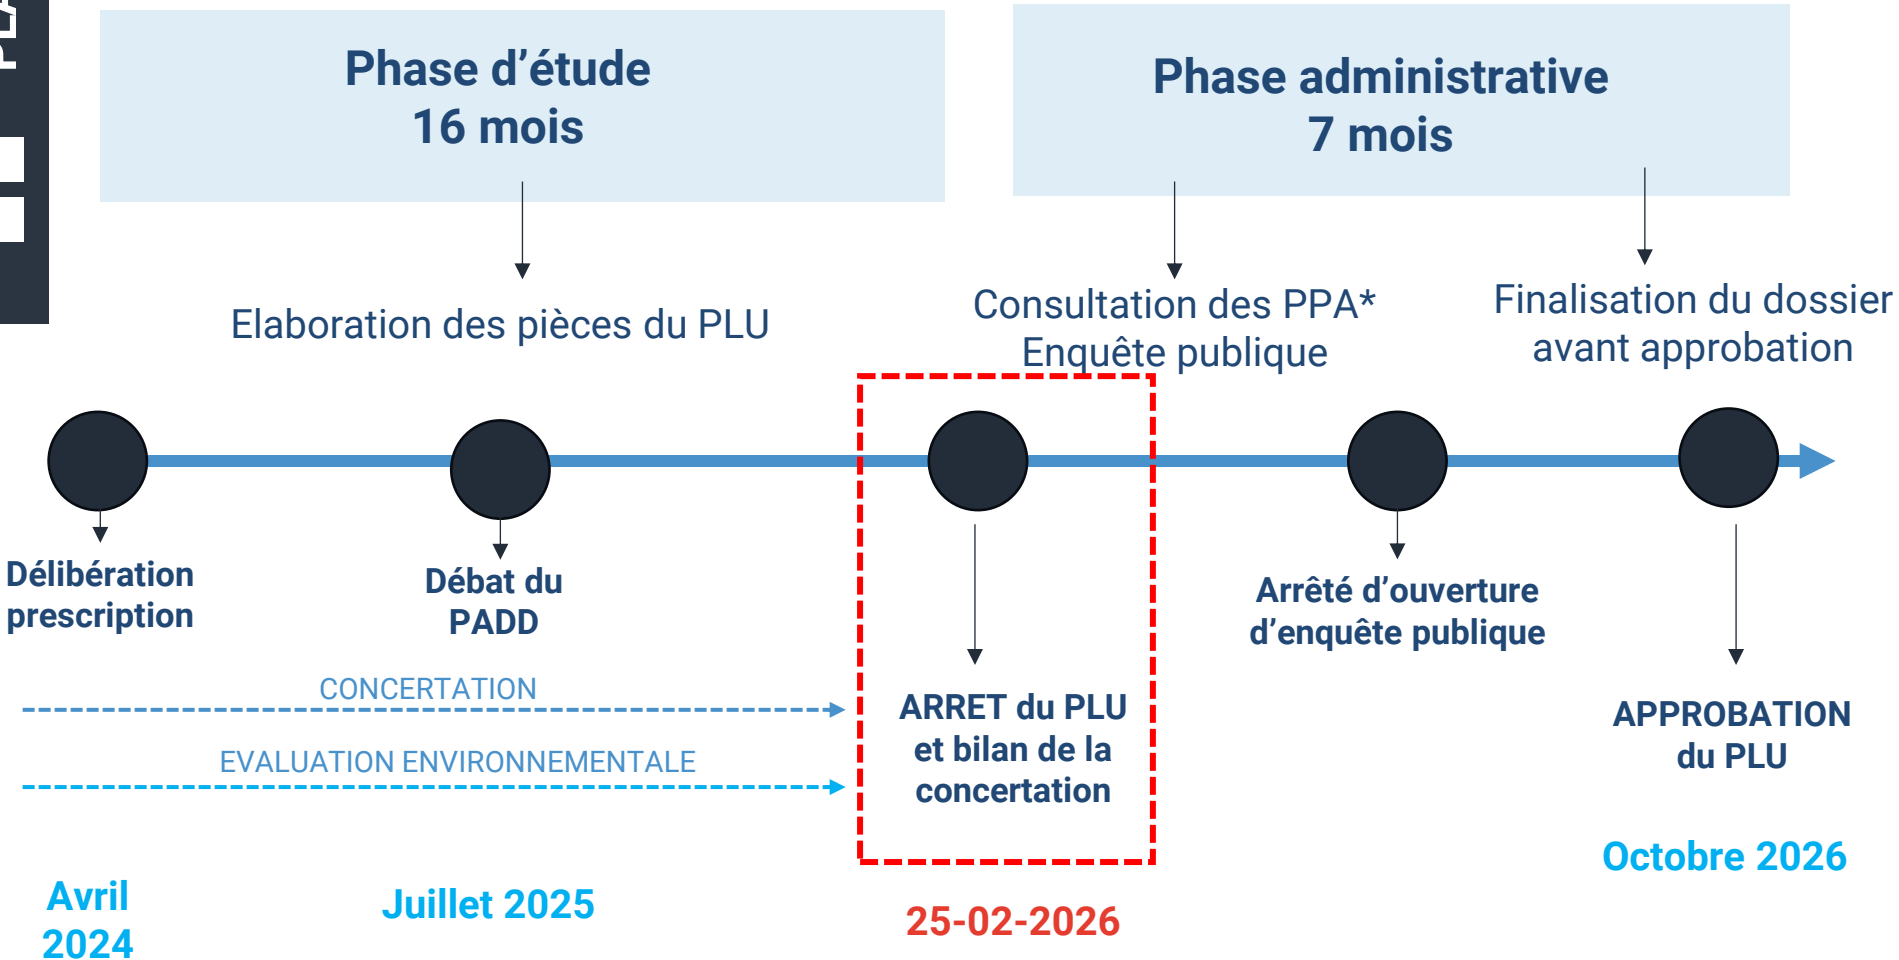 PLA
Phase d’étude
16 mois
Phase administrative
7 mois
Elaboration des pièces du PLU
Consultation des PPA*
Enquête publique
Finalisation du dossier
avant approbation
Délibération
prescription
Débat du
PADD
ARRET du PLU
et bilan de la
concertation
Arrêté d’ouverture
d’enquête publique
APPROBATION
du PLU
CONCERTATION
EVALUATION ENVIRONNEMENTALE
Avril
2024
Juillet 2025
25-02-2026
Octobre 2026